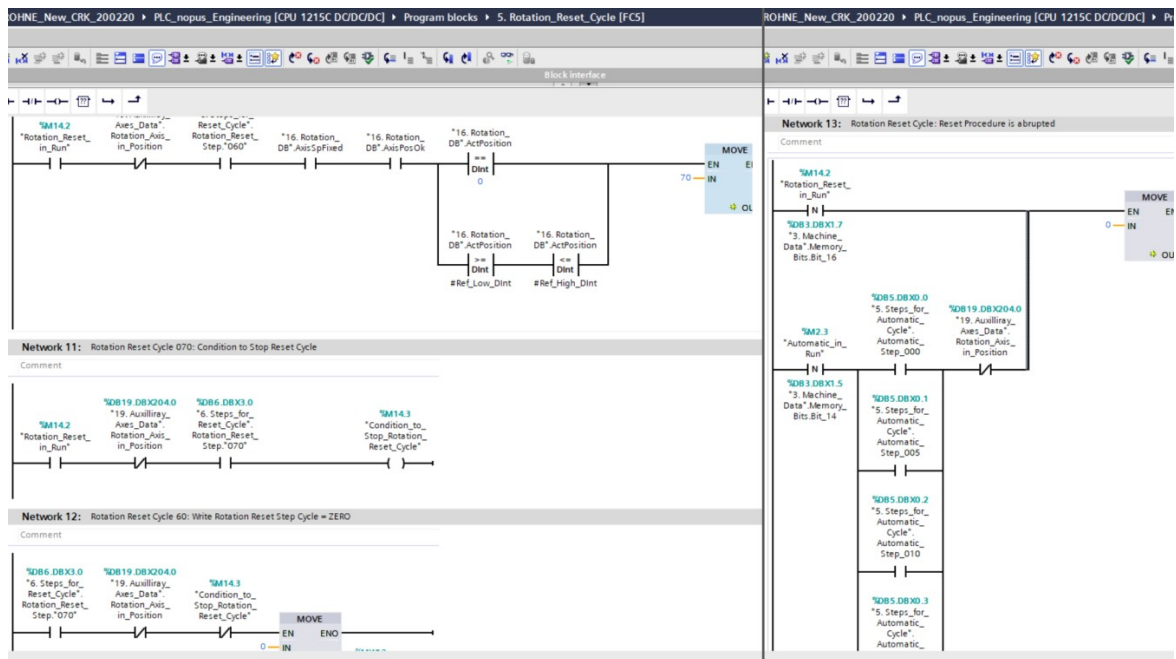 ROHNE_New_CRK_200220 ▸ PLC_nopus_Engineering [CPU 1215C DC/DC/DC] ▸ Program blocks ▸ 5. Rotation_Reset_Cycle [FC5]
Block interface
%M14.2
"Rotation_Reset_
in_Run"
Axes_Data".
Rotation_Axis_
in_Position
Reset_Cycle".
Rotation_Reset_
Step."060"
"16. Rotation_
DB".AxisSpFixed
"16. Rotation_
DB".AxisPosOk
"16. Rotation_
DB".ActPosition
==
DInt
0
"16. Rotation_
DB".ActPosition
>=
DInt
#Ref_Low_DInt
"16. Rotation_
DB".ActPosition
<=
DInt
#Ref_High_DInt
MOVE
EN
70
IN
Network 11: Rotation Reset Cycle 070: Condition to Stop Reset Cycle
Comment
%M14.2
"Rotation_Reset_
in_Run"
%DB19.DBX204.0
"19. Auxilliray_
Axes_Data".
Rotation_Axis_
in_Position
%DB6.DBX3.0
"6. Steps_for_
Reset_Cycle".
Rotation_Reset_
Step."070"
%M14.3
"Condition_to_
Stop_Rotation_
Reset_Cycle"
Network 12: Rotation Reset Cycle 60: Write Rotation Reset Step Cycle = ZERO
Comment
%DB6.DBX3.0
"6. Steps_for_
Reset_Cycle".
Rotation_Reset_
Step."070"
%DB19.DBX204.0
"19. Auxilliray_
Axes_Data".
Rotation_Axis_
in_Position
%M14.3
"Condition_to_
Stop_Rotation_
Reset_Cycle"
MOVE
EN ENO
0 IN
ROHNE_New_CRK_200220 ▸ PLC_nopus_Engineering [CPU 1215C DC/DC/DC] ▸
Network 13: Rotation Reset Cycle: Reset Procedure is abrupted
Comment
%M14.2
"Rotation_Reset_
in_Run"
N
%DB3.DBX1.7
"3. Machine_
Data".Memory_
Bits.Bit_16
MOVE
EN
0
IN
%M2.3
"Automatic_in_
Run"
N
%DB3.DBX1.5
"3. Machine_
Data".Memory_
Bits.Bit_14
%DB5.DBX0.0
"5. Steps_for_
Automatic_
Cycle".
Automatic_
Step_000
%DB19.DBX204.0
"19. Auxilliray_
Axes_Data".
Rotation_Axis_
in_Position
%DB5.DBX0.1
"5. Steps_for_
Automatic_
Cycle".
Automatic_
Step_005
%DB5.DBX0.2
"5. Steps_for_
Automatic_
Cycle".
Automatic_
Step_010
%DB5.DBX0.3
"5. Steps_for_
Automatic_
Cycle".
Automatic_